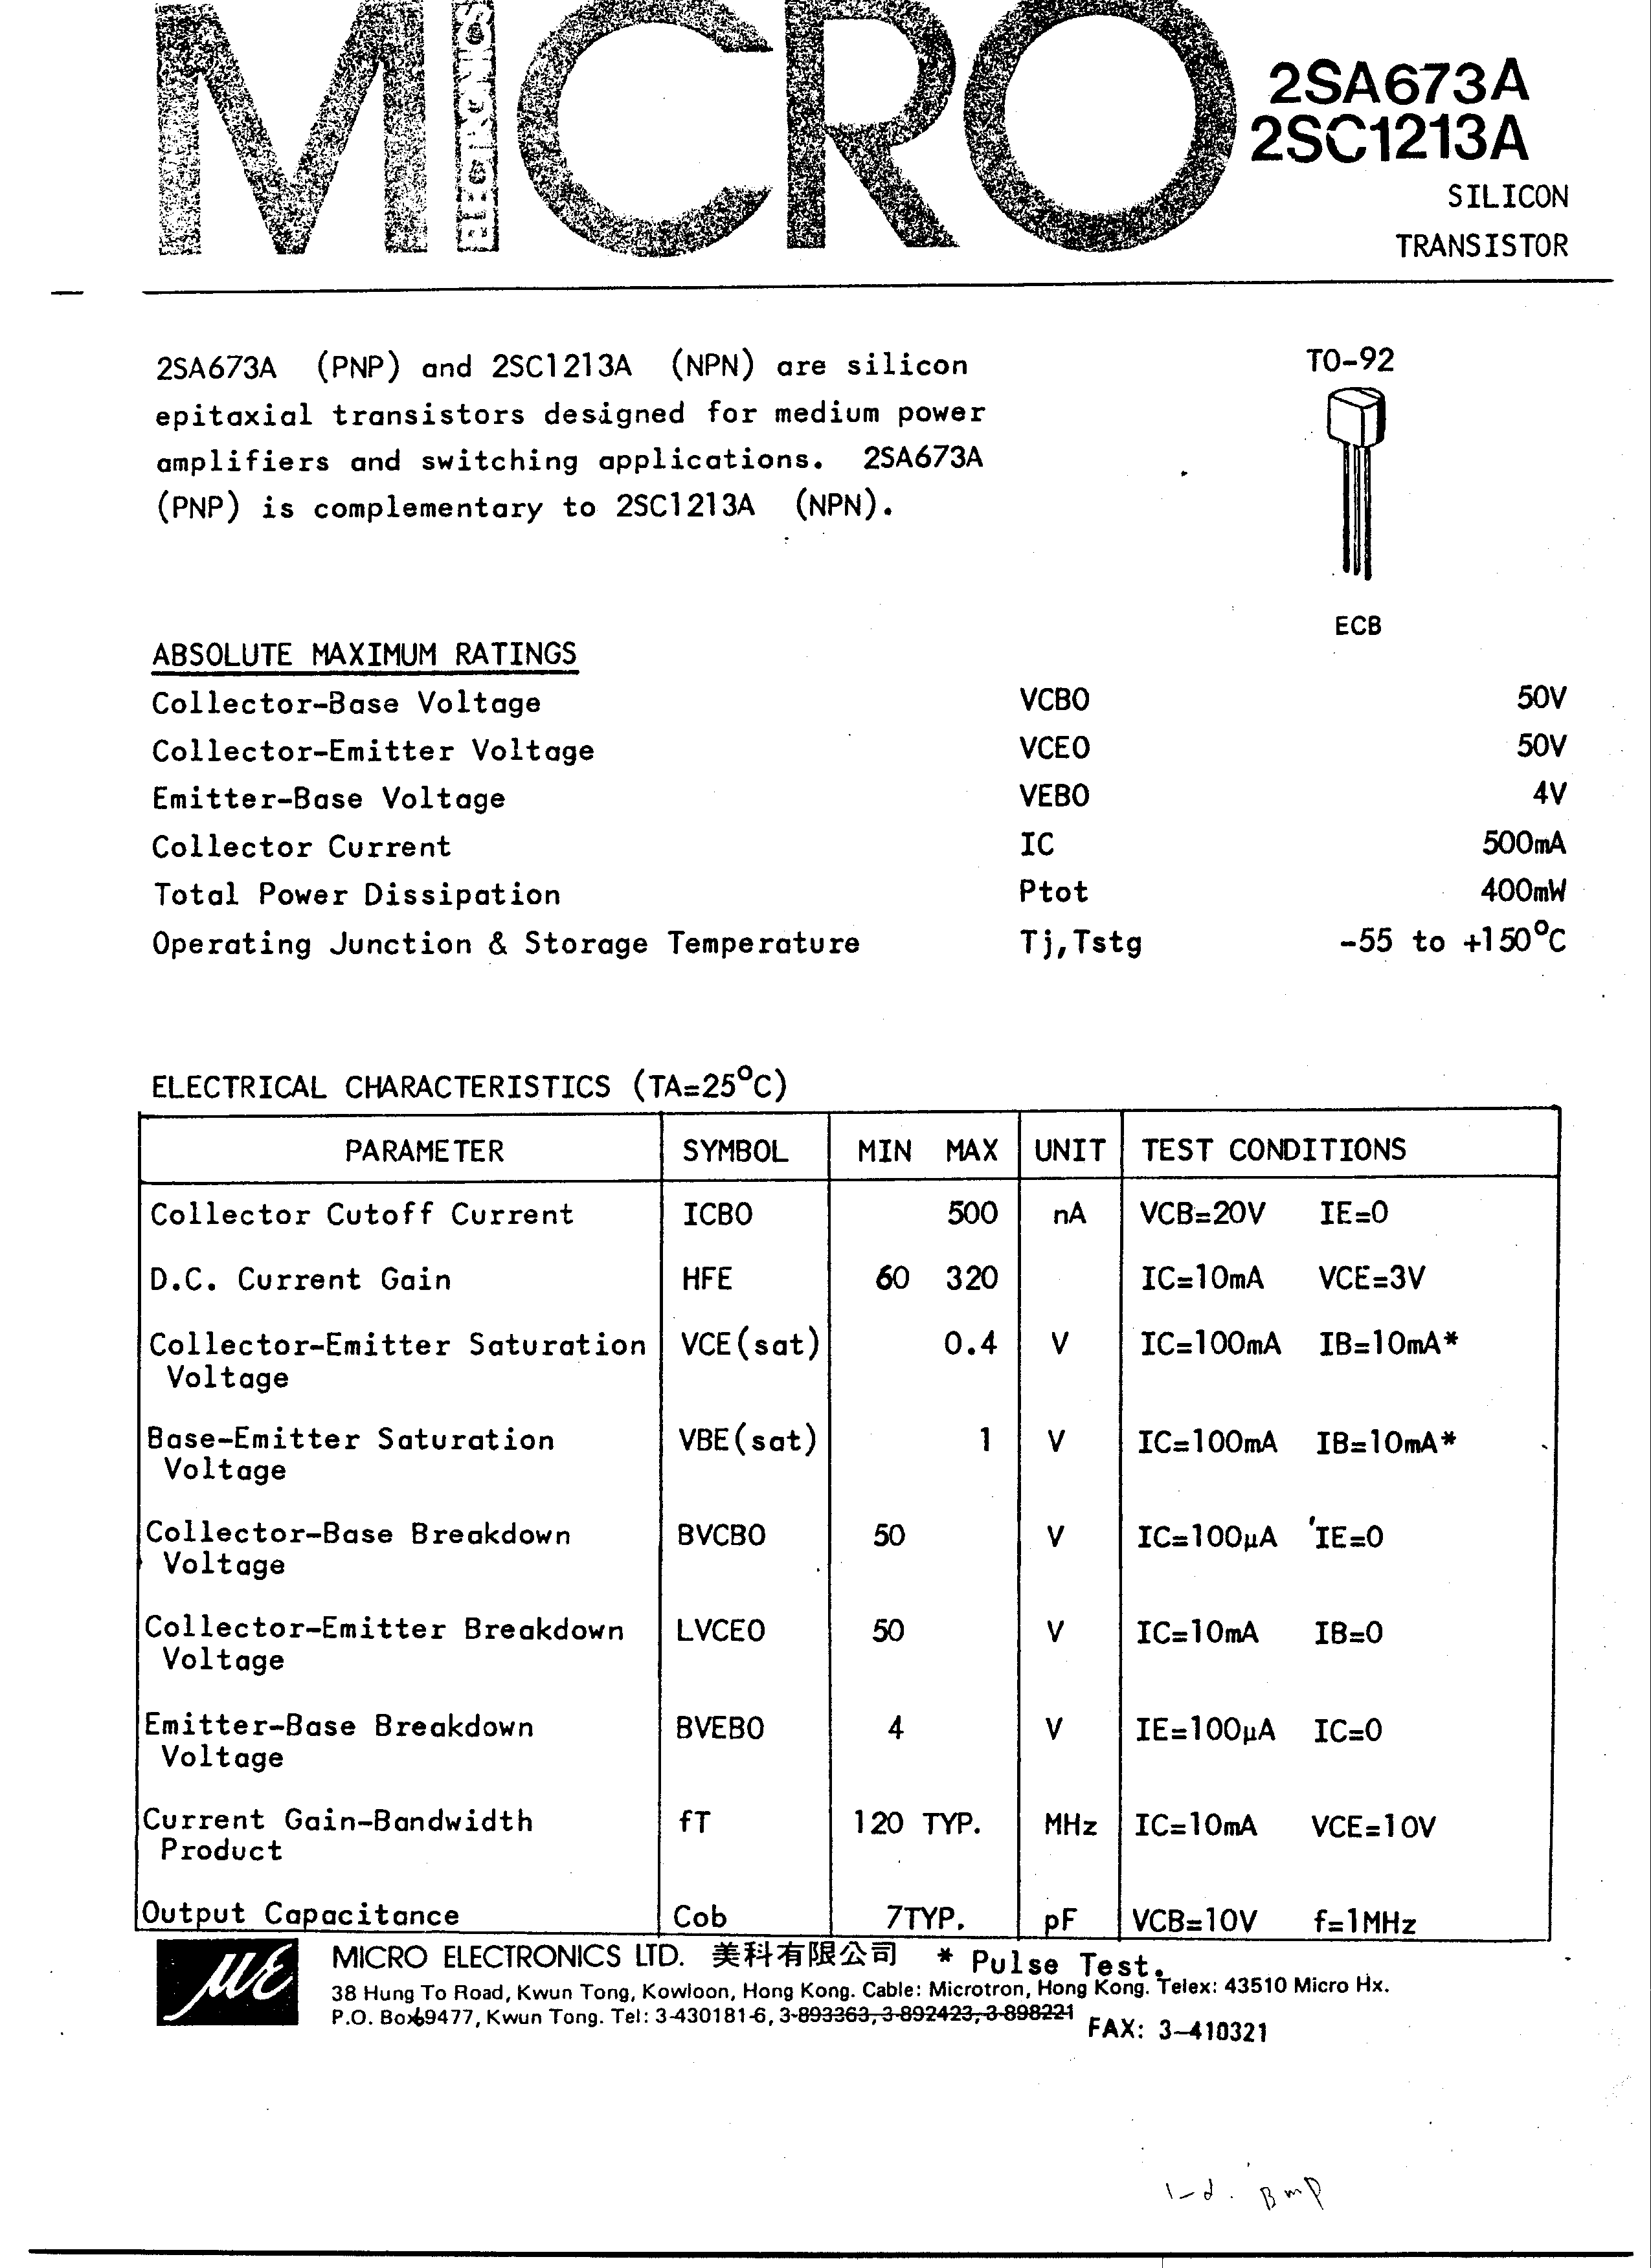 MICRO
ELECTRONICS
2SA673A
2SC1213A
SILICON
TRANSISTOR
2SA673A (PNP) and 2SC1213A (NPN) are silicon
epitaxial transistors designed for medium power
amplifiers and switching applications. 2SA673A
(PNP) is complementary to 2SC1213A (NPN).
TO-92
ECB
ABSOLUTE MAXIMUM RATINGS
Collector-Base Voltage VCBO 50V
Collector-Emitter Voltage VCEO 50V
Emitter-Base Voltage VEBO 4V
Collector Current IC 500mA
Total Power Dissipation Ptot 400mW
Operating Junction & Storage Temperature Tj,Tstg -55 to +150°C
ELECTRICAL CHARACTERISTICS (TA=25°C)
PARAMETER SYMBOL MIN MAX UNIT TEST CONDITIONS
Collector Cutoff Current ICBO 500 nA VCB=20V IE=0
D.C. Current Gain HFE 60 320 IC=10mA VCE=3V
Collector-Emitter Saturation VCE(sat) 0.4 V IC=100mA IB=10mA*
Voltage
Base-Emitter Saturation VBE(sat) 1 V IC=100mA IB=10mA*
Voltage
Collector-Base Breakdown BVCBO 50 V IC=100μA IE=0
Voltage
Collector-Emitter Breakdown LVCEO 50 V IC=10mA IB=0
Voltage
Emitter-Base Breakdown BVEBO 4 V IE=100μA IC=0
Voltage
Current Gain-Bandwidth fT 120 TYP. MHz IC=10mA VCE=10V
Product
Output Capacitance Cob 7TYP. pF VCB=10V f=1MHz
μE
MICRO ELECTRONICS LTD. 美科有限公司 * Pulse Test.
38 Hung To Road, Kwun Tong, Kowloon, Hong Kong. Cable: Microtron, Hong Kong. Telex: 43510 Micro Hx.
P.O. Box 69477, Kwun Tong. Tel: 3-430181-6, 3-893363, 3-892423, 3-898221
FAX: 3-410321